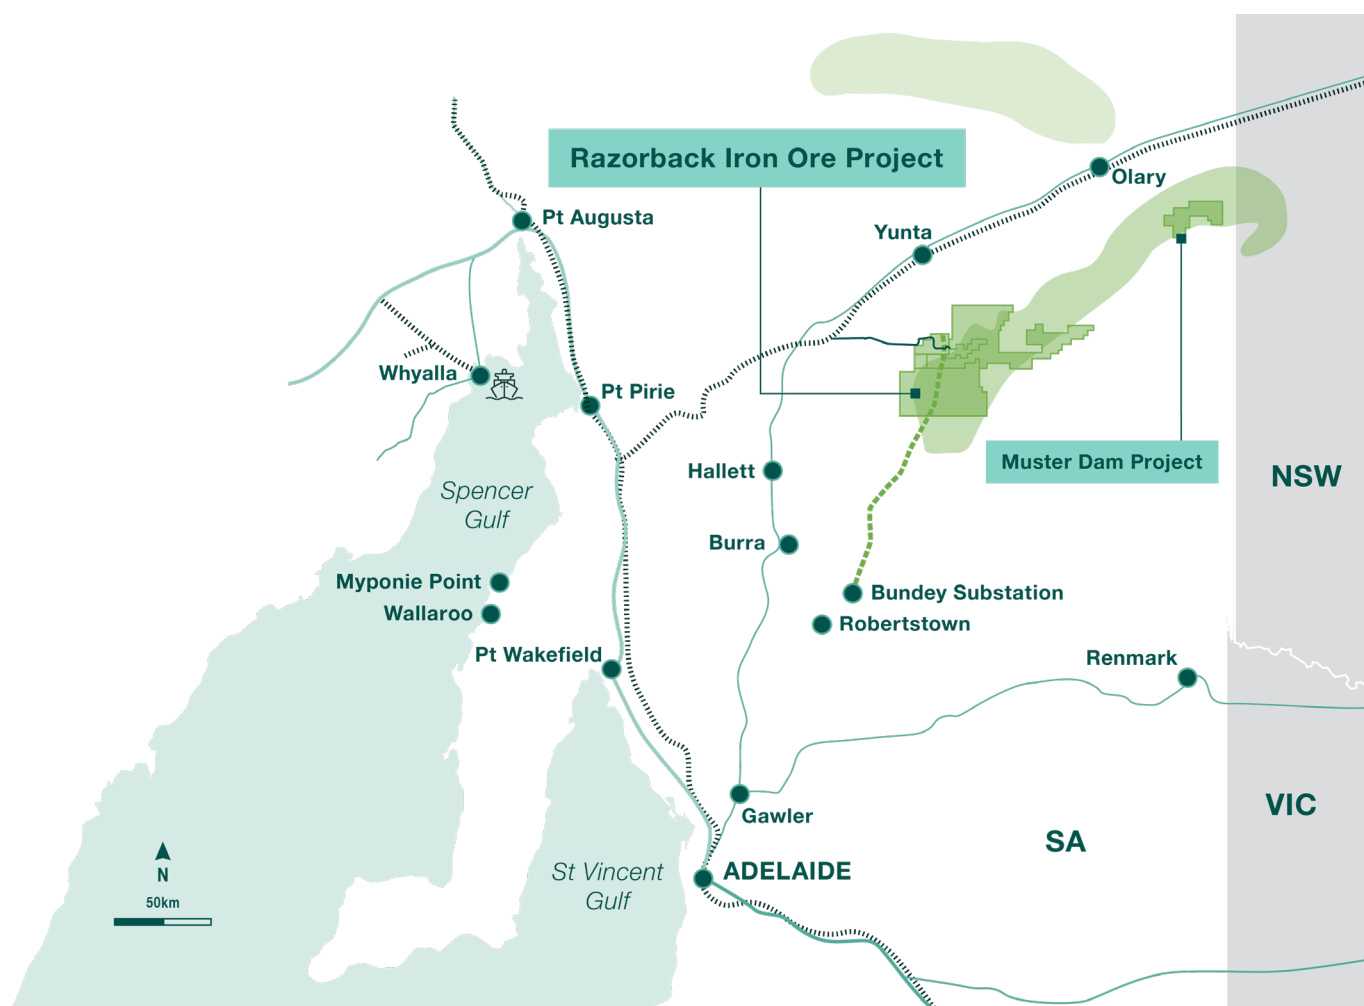 Razorback Iron Ore Project
Olary
Pt Augusta
Yunta
Whyalla
Pt Pirie
Muster Dam Project
Hallett
NSW
Spencer
Gulf
Burra
Myponie Point
Bundey Substation
Wallaroo
Robertstown
Pt Wakefield
Renmark
VIC
Gawler
SA
N
50km
St Vincent
Gulf
ADELAIDE